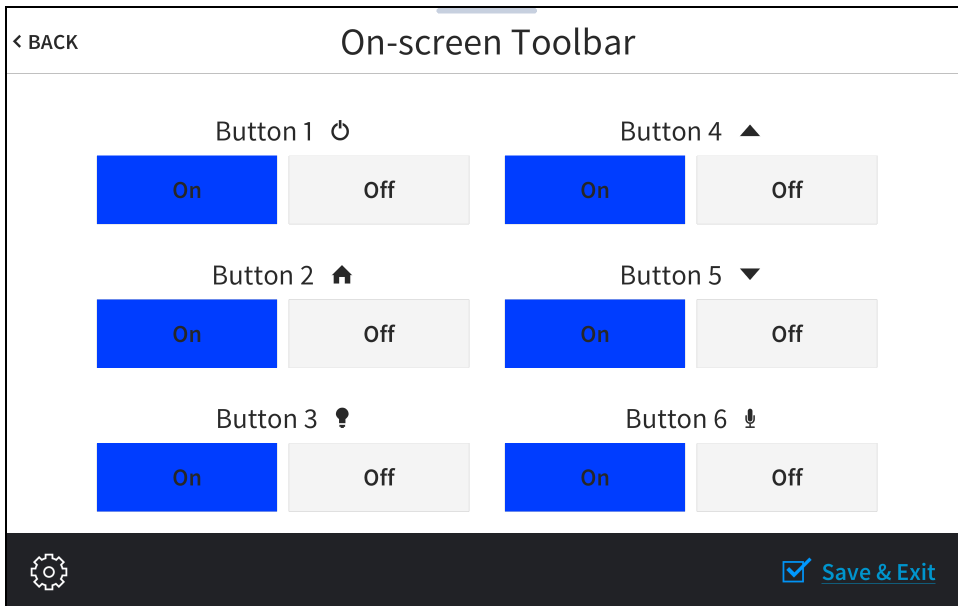 < BACK
On-screen Toolbar
Button 1
On Off
Button 4
On Off
Button 2
On Off
Button 5
On Off
Button 3
On Off
Button 6
On Off
Save & Exit